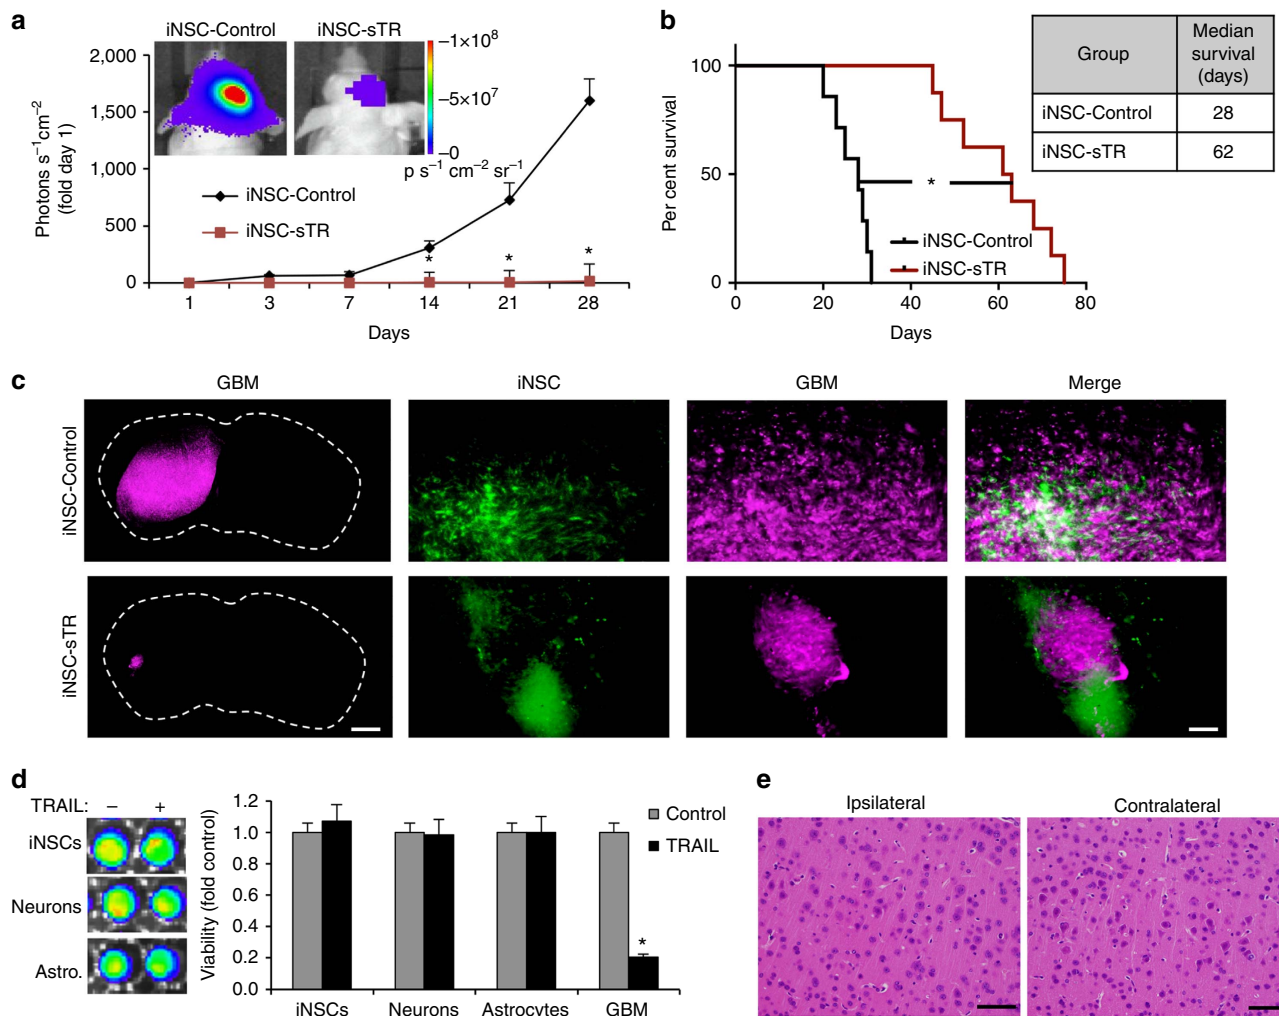 a
iNSC-Control
iNSC-sTR
2,000
1,500
1,000
500
0
Photons s⁻¹cm⁻²
(fold day 1)
1×10⁸
5×10⁷
0
p s⁻¹ cm⁻² sr⁻¹
iNSC-Control
iNSC-sTR
* * *
1 3 7 14 21 28
Days
b
100
50
0
Per cent survival
*
iNSC-Control
iNSC-sTR
0 20 40 60 80
Days
Group Median survival (days)
iNSC-Control 28
iNSC-sTR 62
c
GBM iNSC GBM Merge
iNSC-Control
iNSC-sTR
d
TRAIL: – +
iNSCs
Neurons
Astro.
Viability (fold control)
1.2
1.0
0.8
0.6
0.4
0.2
0.0
Control
TRAIL
*
iNSCs Neurons Astrocytes GBM
e
Ipsilateral Contralateral